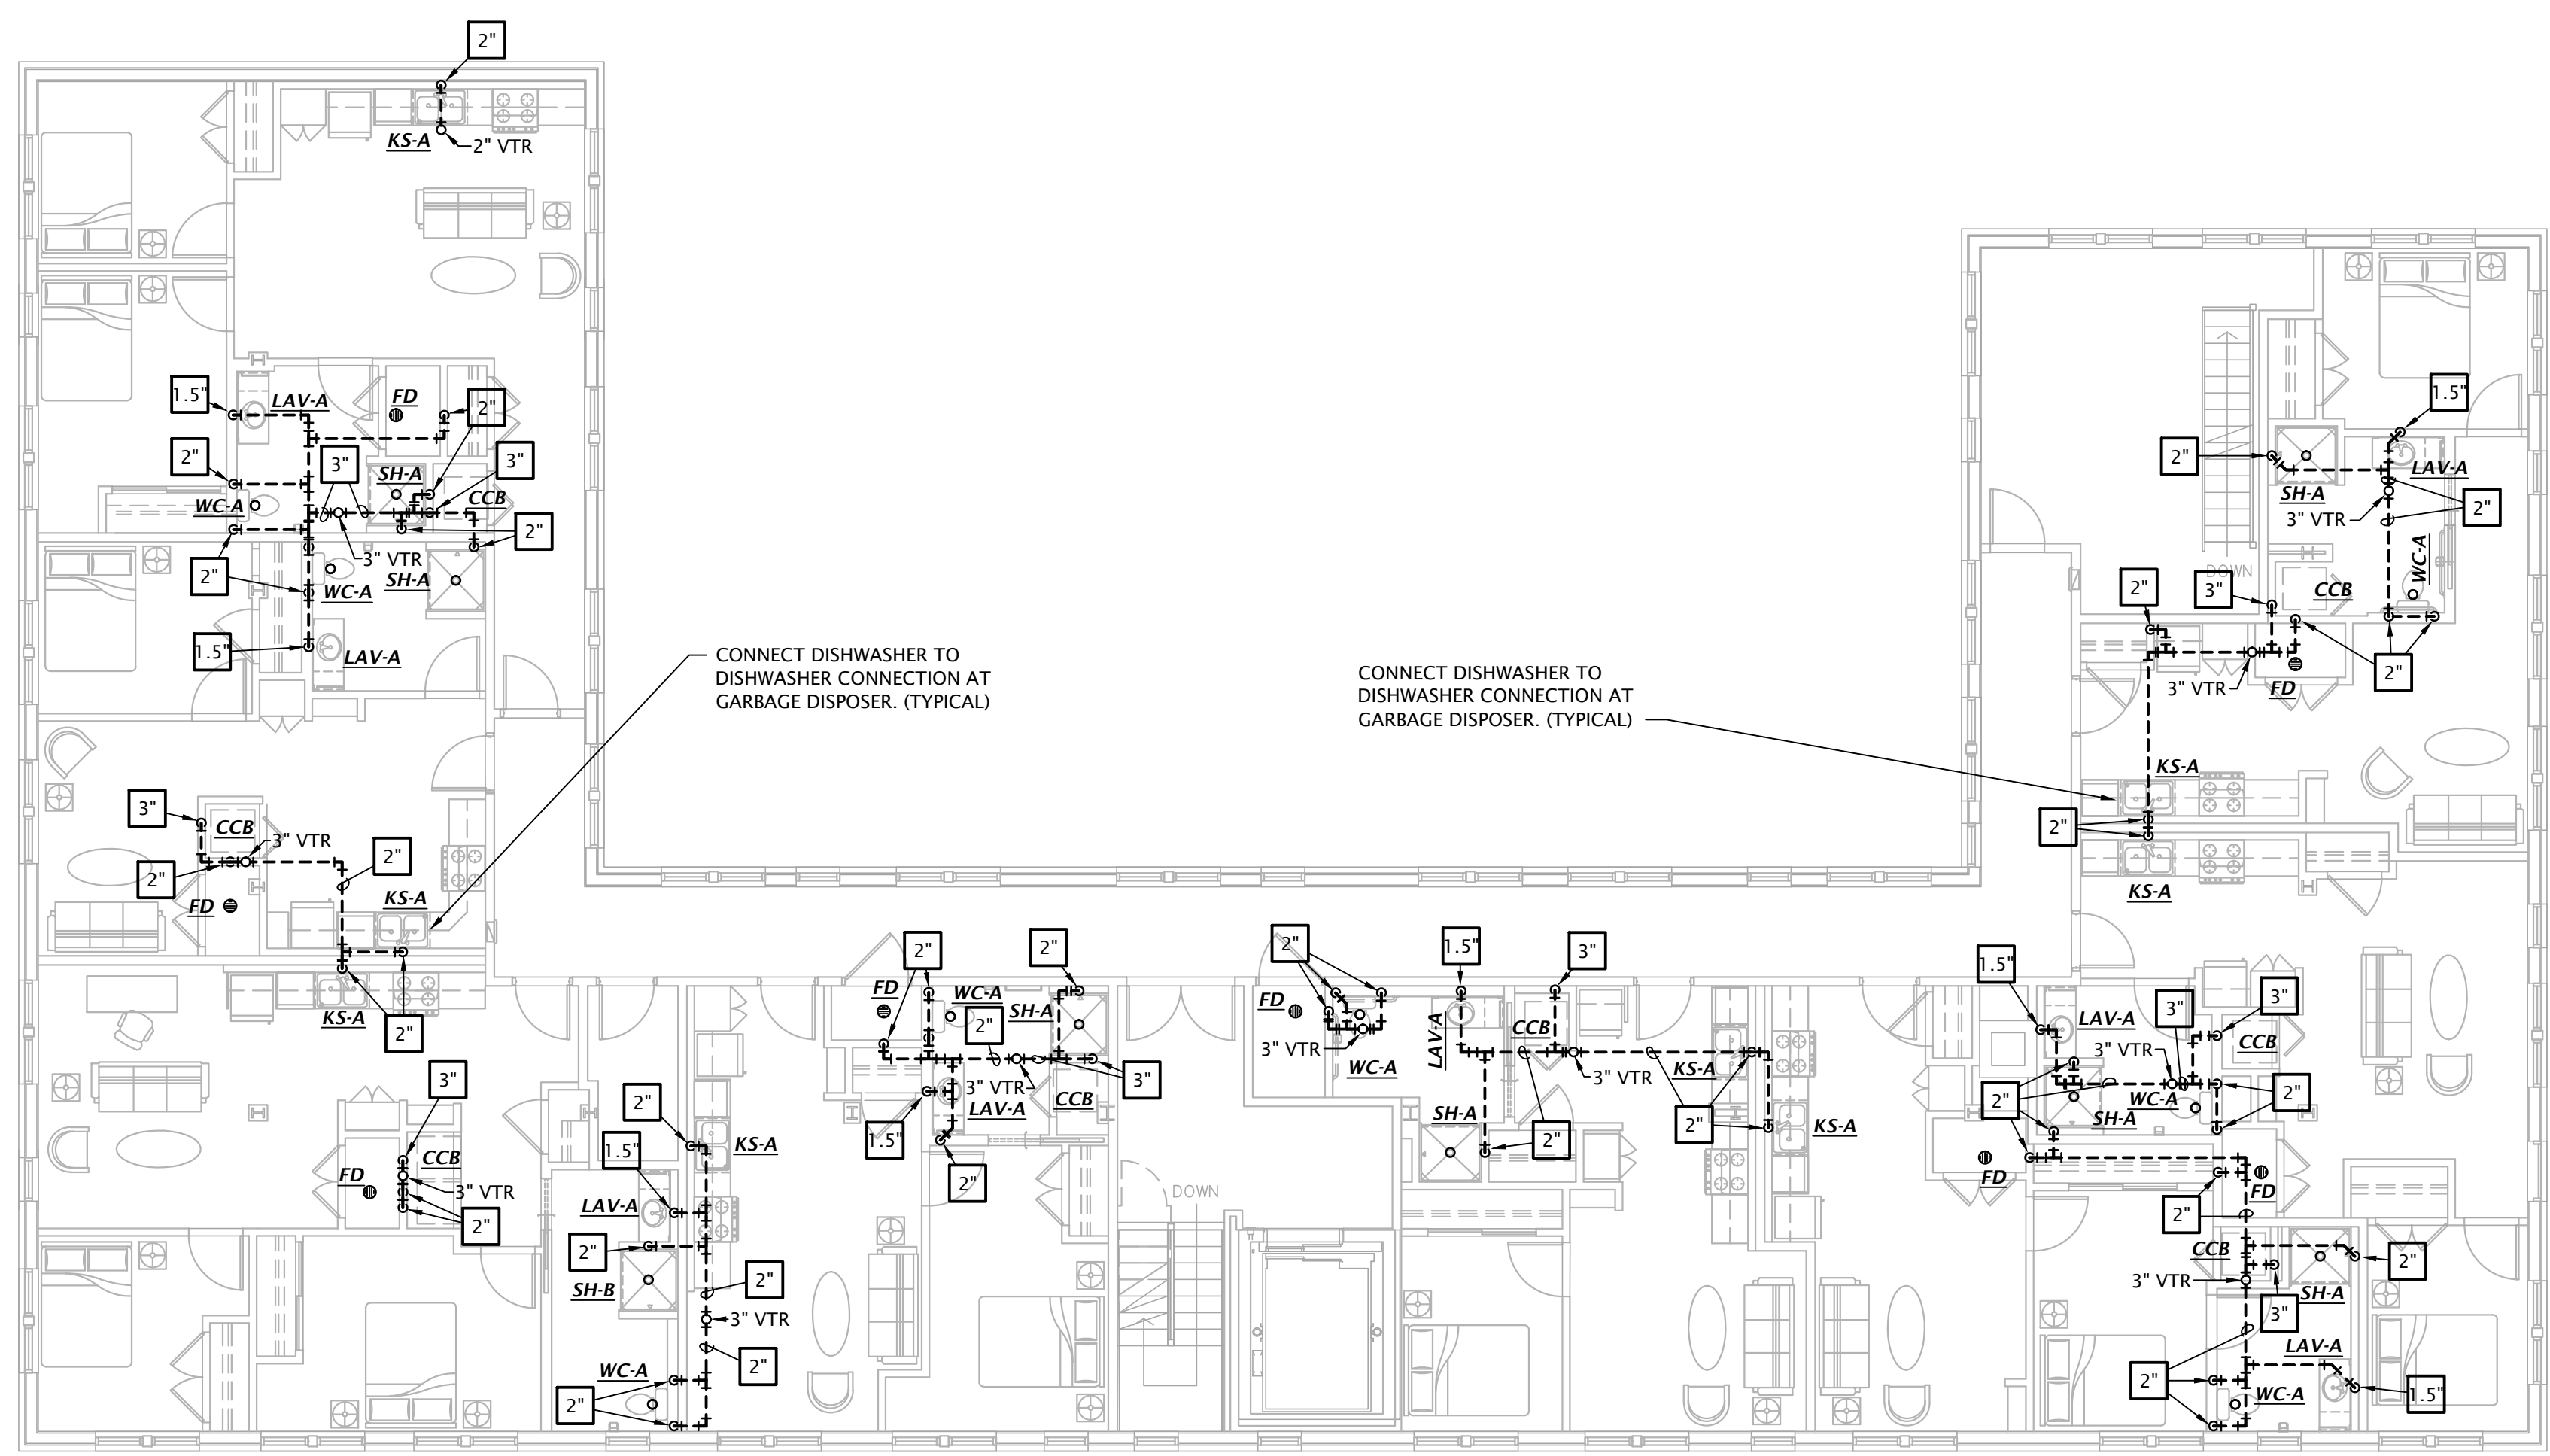 2"
KS-A
2" VTR
1.5"
LAV-A
FD
2"
2"
3"
SH-A
3"
WC-A
CCB
2"
2"
3" VTR
WC-A
SH-A
1.5"
LAV-A
CONNECT DISHWASHER TO
DISHWASHER CONNECTION AT
GARBAGE DISPOSER. (TYPICAL)
3"
CCB
3" VTR
2"
2"
FD
KS-A
KS-A
2"
3"
FD
CCB
3" VTR
2"
2"
KS-A
1.5"
LAV-A
2"
SH-B
2"
3" VTR
2"
WC-A
2"
2"
2"
FD
WC-A
SH-A
2"
3" VTR
3"
LAV-A
CCB
1.5"
2"
DOWN
CONNECT DISHWASHER TO
DISHWASHER CONNECTION AT
GARBAGE DISPOSER. (TYPICAL)
2"
1.5"
3"
FD
3" VTR
WC-A
LAV-A
CCB
3" VTR
KS-A
SH-A
2"
2"
KS-A
1.5"
2"
LAV-A
SH-A
3" VTR
2"
WC-A
DOWN
2"
3"
CCB
2"
3" VTR
FD
KS-A
2"
KS-A
1.5"
LAV-A
3"
3"
3" VTR
CCB
2"
WC-A
2"
SH-A
FD
FD
2"
CCB
2"
3" VTR
SH-A
3"
LAV-A
2"
WC-A
1.5"